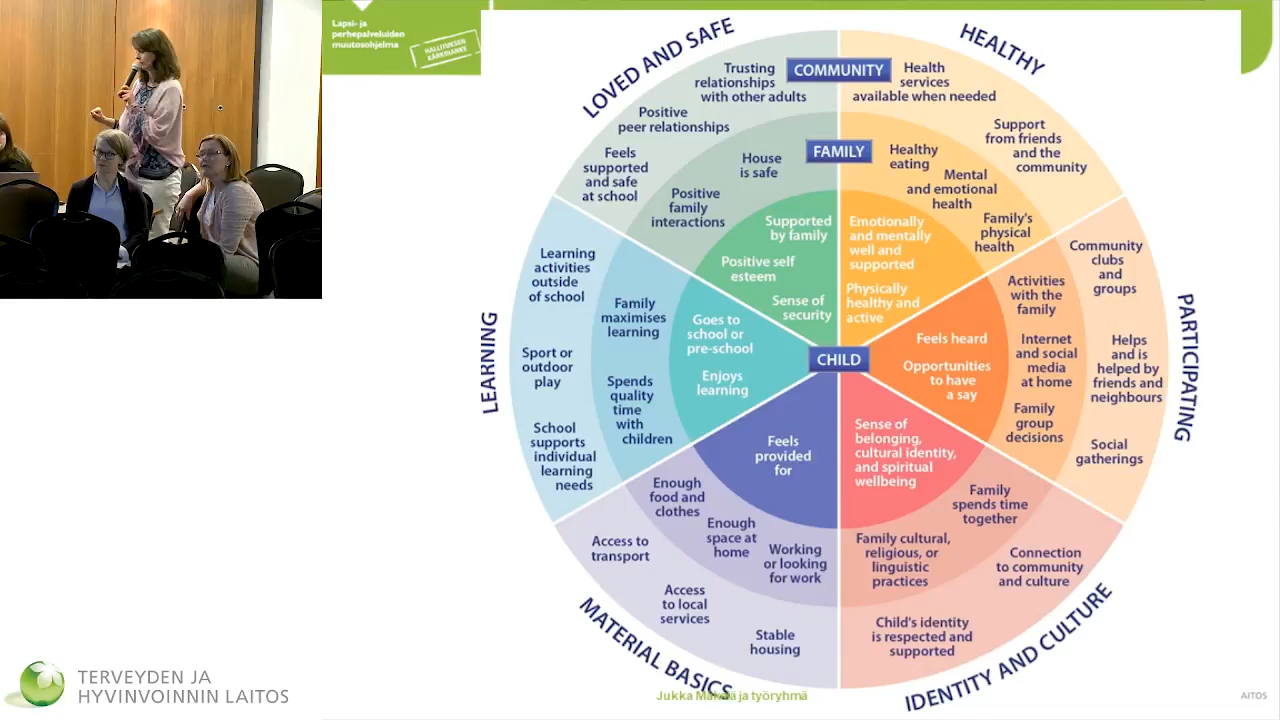 Lapsi- ja
perhepalveluiden
muutosohjelma
HALLITUKSEN
KÄRKIHANKE
LOVED AND SAFE
Trusting
relationships
with other adults
Positive
peer relationships
Feels
supported
and safe
at school
House
is safe
Positive
family
interactions
Supported
by family
Positive self
esteem
Sense of
security
COMMUNITY
FAMILY
CHILD
HEALTHY
Health
services
available when needed
Support
from friends
and the
community
Healthy
eating
Mental
and emotional
health
Family's
physical
health
Emotionally
and mentally
well and
supported
Physically
healthy and
active
PARTICIPATING
Community
clubs
and
groups
Helps
and is
helped by
friends and
neighbours
Social
gatherings
Activities
with the
family
Internet
and social
media
at home
Family
group
decisions
Feels heard
Opportunities
to have
a say
LEARNING
Learning
activities
outside
of school
Sport or
outdoor
play
School
supports
individual
learning
needs
Family
maximises
learning
Spends
quality
time
with
children
Goes to
school or
pre-school
Enjoys
learning
MATERIAL BASICS
Feels
provided
for
Enough
food and
clothes
Enough
space at
home
Working
or looking
for work
Access to
transport
Access
to local
services
Stable
housing
IDENTITY AND CULTURE
Sense of
belonging,
cultural identity,
and spiritual
wellbeing
Family
spends time
together
Family cultural,
religious, or
linguistic
practices
Connection
to community
and culture
Child's identity
is respected and
supported
Jukka Mäkelä ja työryhmä
AITOS
TERVEYDEN JA
HYVINVOINNIN LAITOS